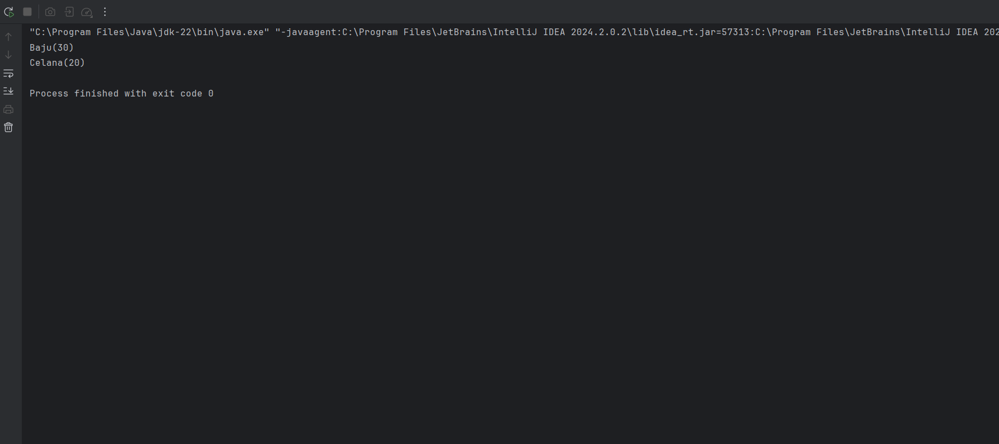 "C:\Program Files\Java\jdk-22\bin\java.exe" "-javaagent:C:\Program Files\JetBrains\IntelliJ IDEA 2024.2.0.2\lib\idea_rt.jar=57313:C:\Program Files\JetBrains\IntelliJ IDEA 202
Baju(30)
Celana(20)
Process finished with exit code 0